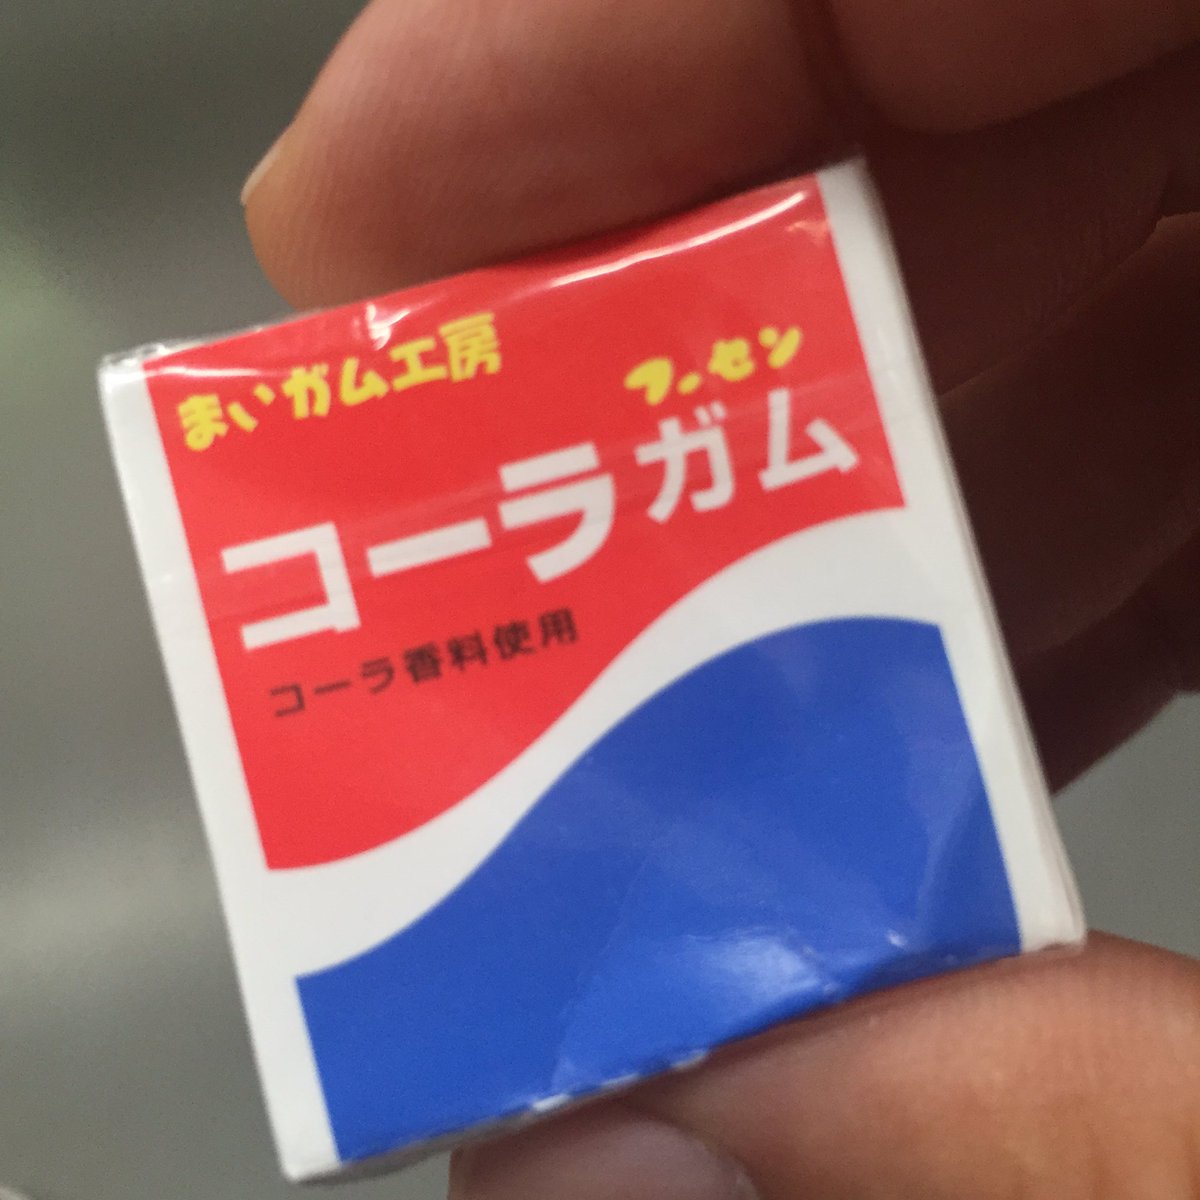 まいガム工房
フーセン
コーラガム
コーラ香料使用